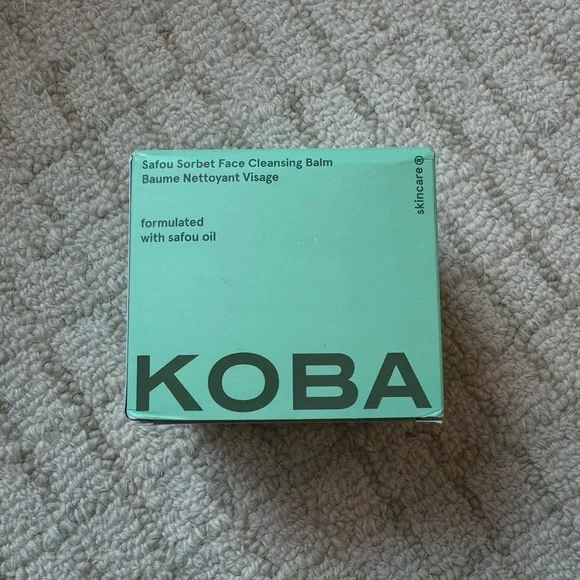 Safou Sorbet Face Cleansing Balm
Baume Nettoyant Visage
skincare®
formulated
with safou oil
KOBA